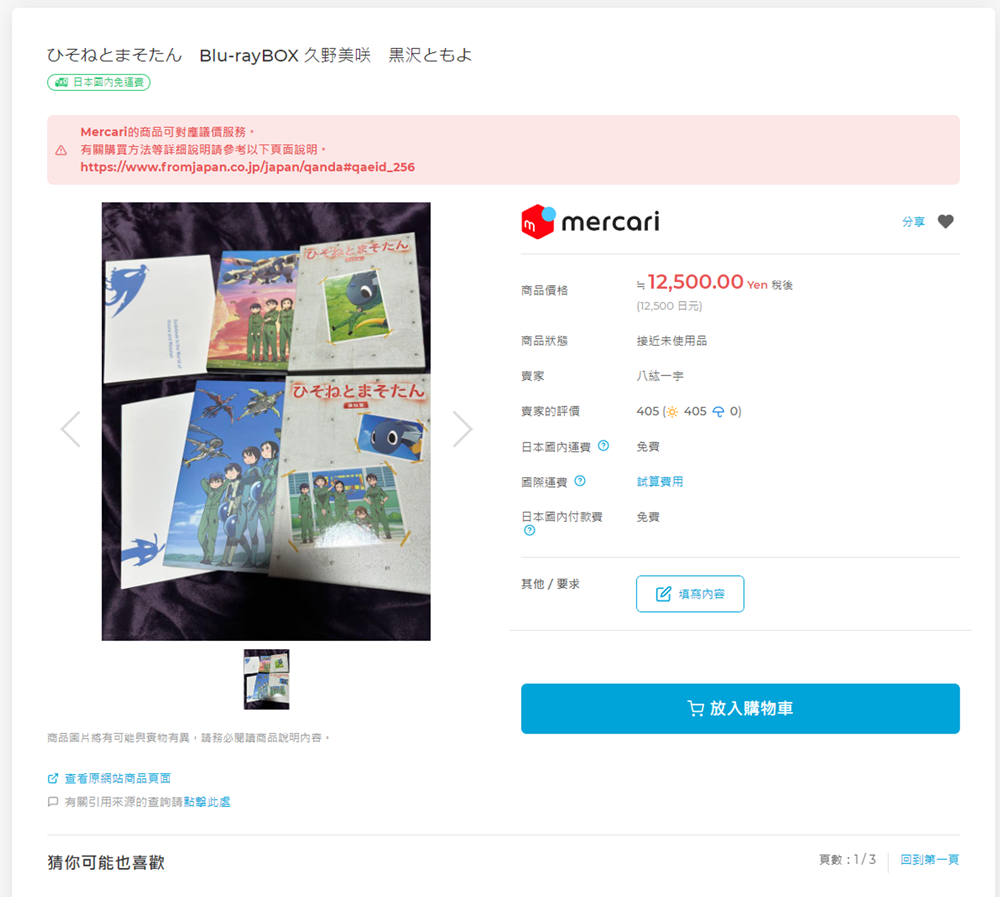 ひそねとまそたん　Blu-rayBOX 久野美咲　黒沢ともよ
日本國內免運費
Mercari的商品可對應議價服務。
有關購買方法等詳細說明請參考以下頁面說明。
https://www.fromjapan.co.jp/japan/qanda#qaeid_256
ひそねとまそたん
ひそねとまそたん
mercari
分享
商品價格
≒12,500.00 Yen 稅後
(12,500 日元)
商品狀態
接近未使用品
賣家
八紘一宇
賣家的評價
405 (405 0)
日本國內運費
免費
國際運費
試算費用
日本國內付款費
免費
其他 / 要求
填寫內容
放入購物車
商品圖片將有可能與實物有異，請務必閱讀商品說明內容。
查看原網站商品頁面
有關引用來源的查詢請點擊此處
猜你可能也喜歡
頁數 : 1 / 3
回到第一頁